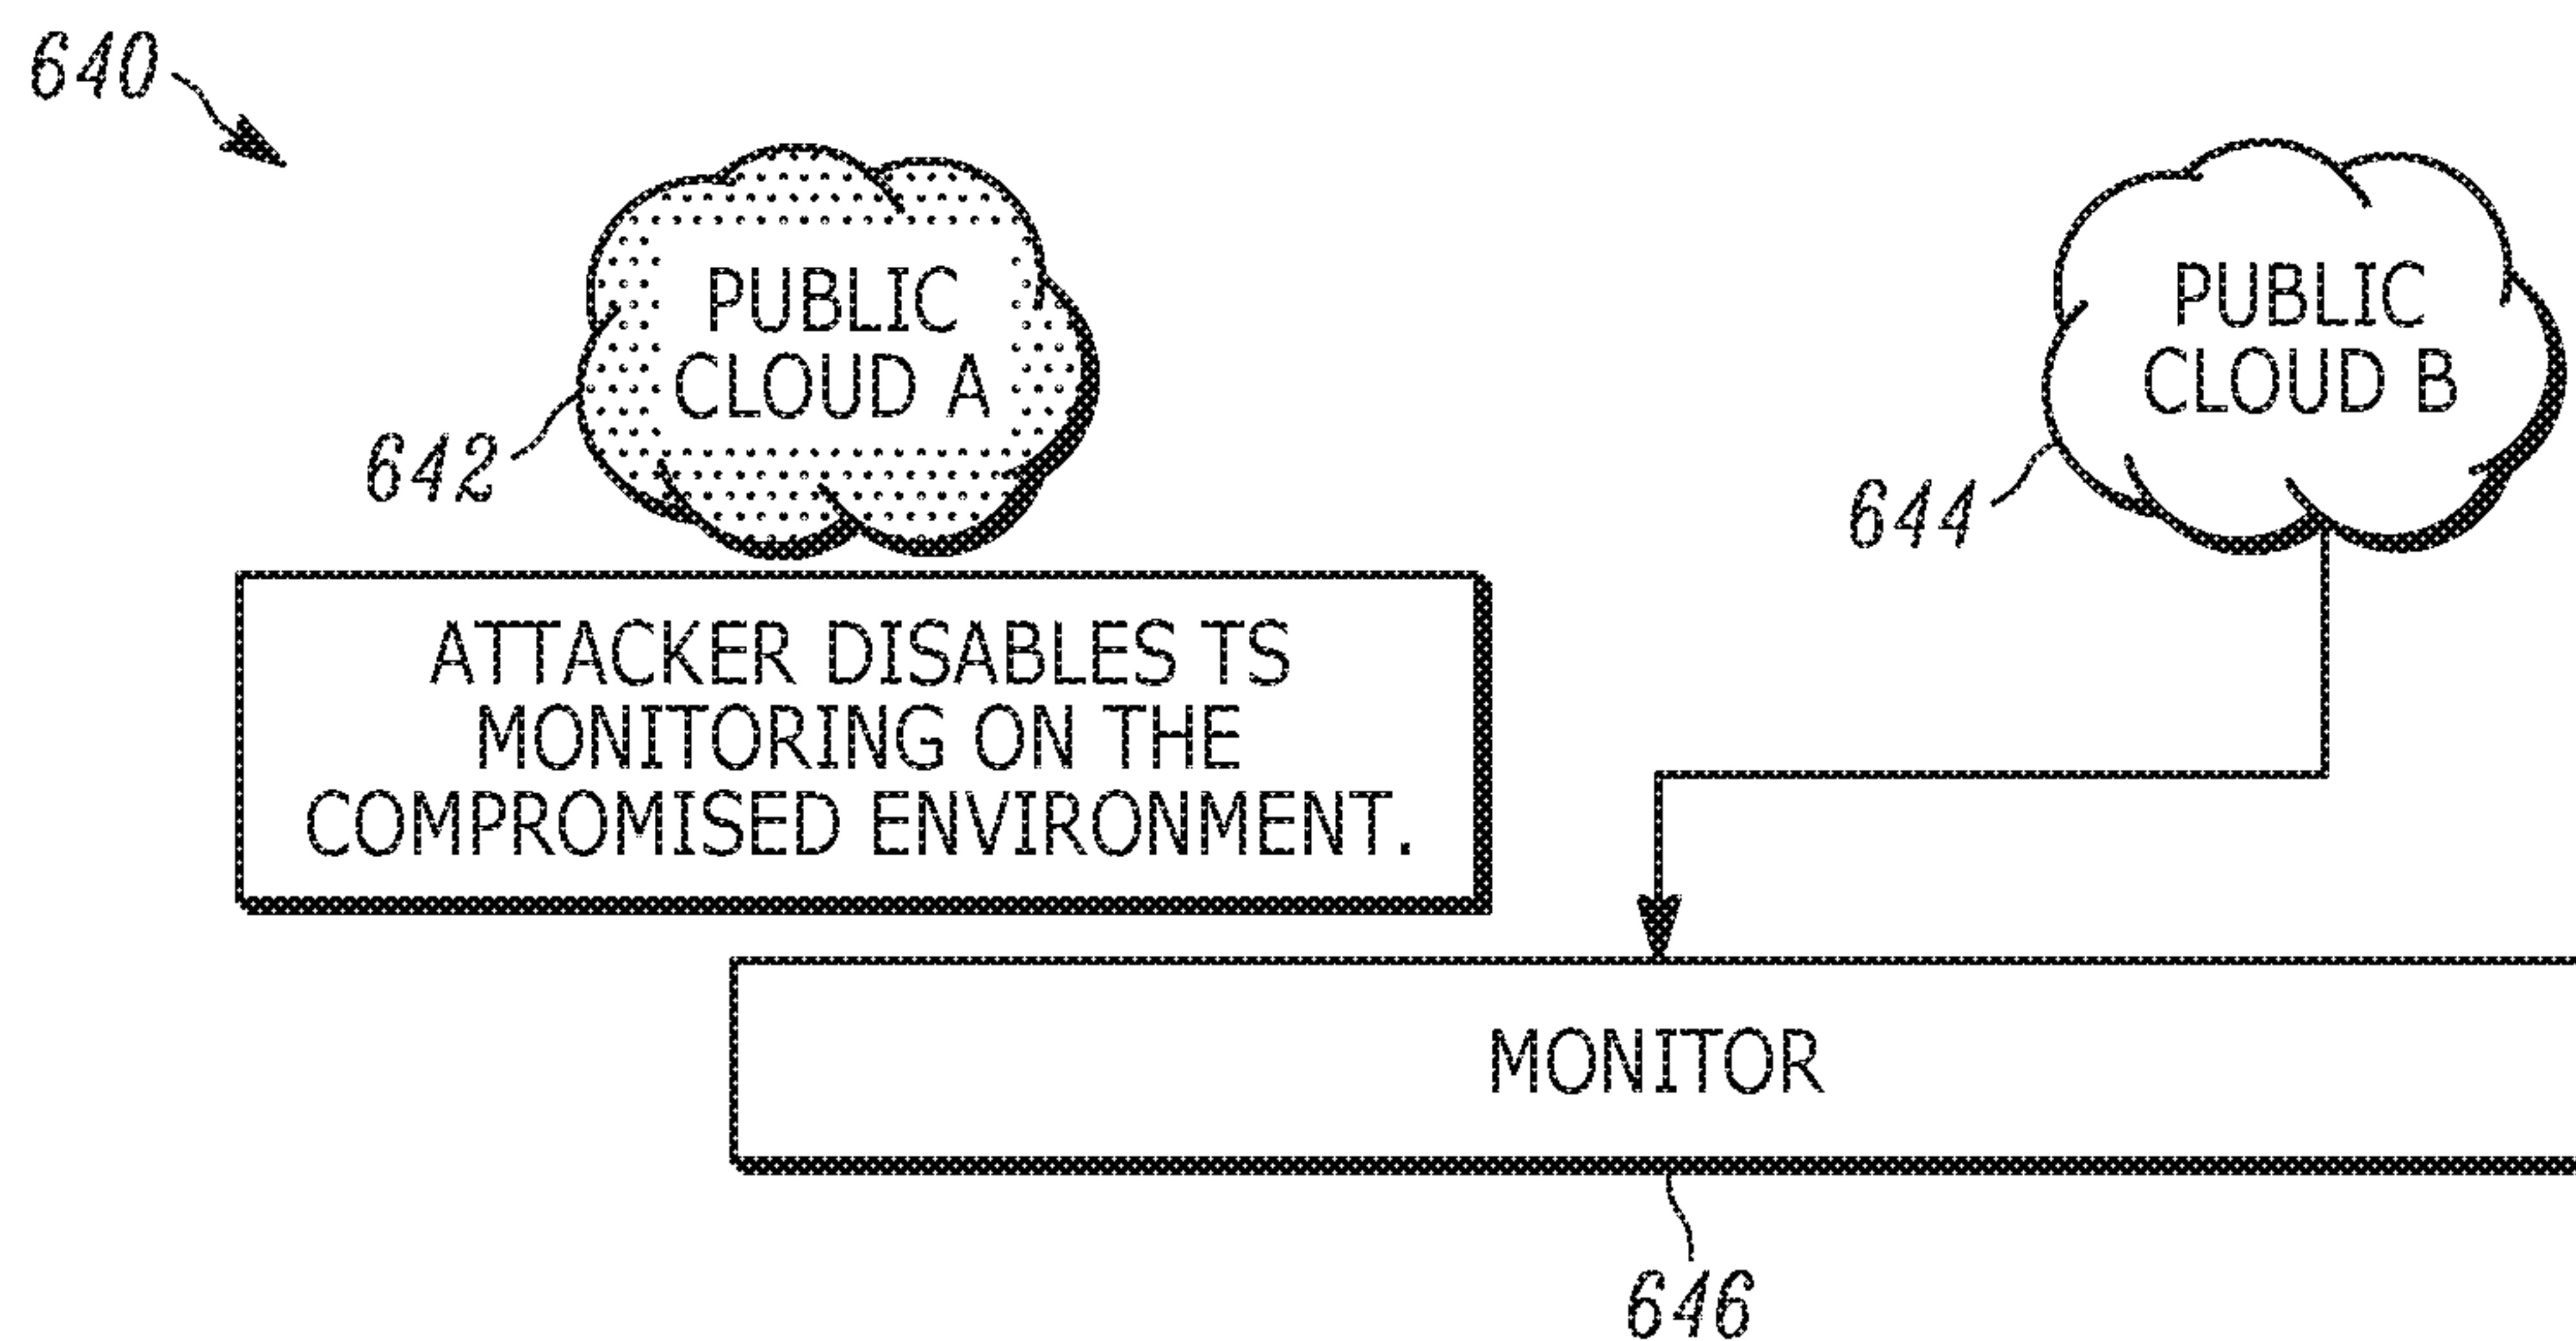 640
PUBLIC
CLOUD A
642
PUBLIC
CLOUD B
644
ATTACKER DISABLES TS
MONITORING ON THE
COMPROMISED ENVIRONMENT.
MONITOR
646